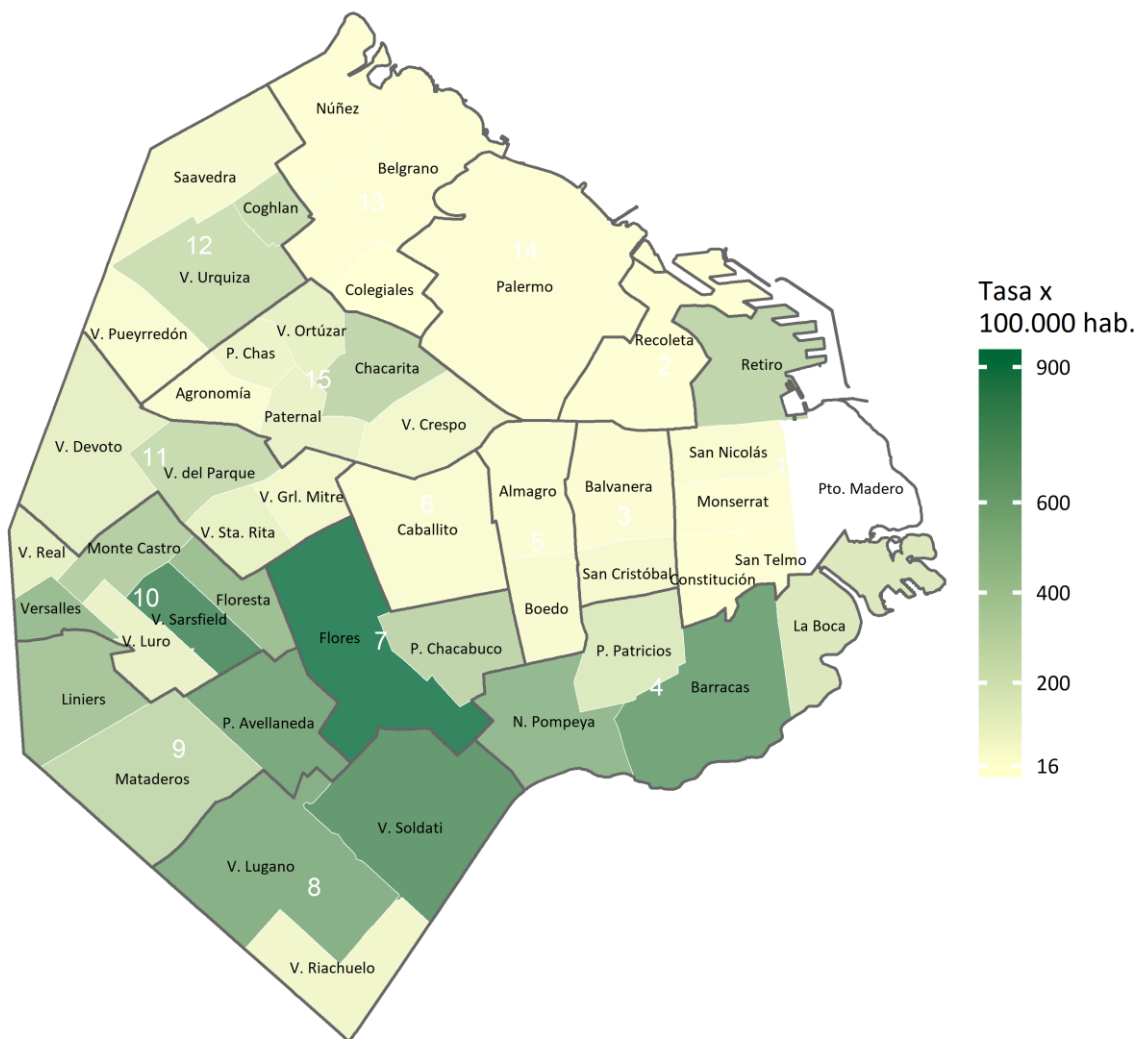 Núñez
Belgrano
Saavedra
Coghlan
13
12
V. Urquiza
14
Palermo
Colegiales
Tasa x
100.000 hab.
V. Pueyrredón
V. Ortúzar
P. Chas
Recoleta
Retiro
2
Chacarita
900
15
Agronomía
Paternal
V. Crespo
V. Devoto
11
V. del Parque
San Nicolás
1
Almagro
Balvanera
Pto. Madero
V. Grl. Mitre
6
Caballito
Monserrat
600
3
V. Sta. Rita
5
V. Real
Monte Castro
San Telmo
San Cristóbal
Constitución
400
Versalles
10
Floresta
V. Sarsfield
Boedo
La Boca
V. Luro
Flores
7
P. Chacabuco
P. Patricios
4
Barracas
200
Liniers
P. Avellaneda
N. Pompeya
9
Mataderos
16
V. Soldati
V. Lugano
8
V. Riachuelo